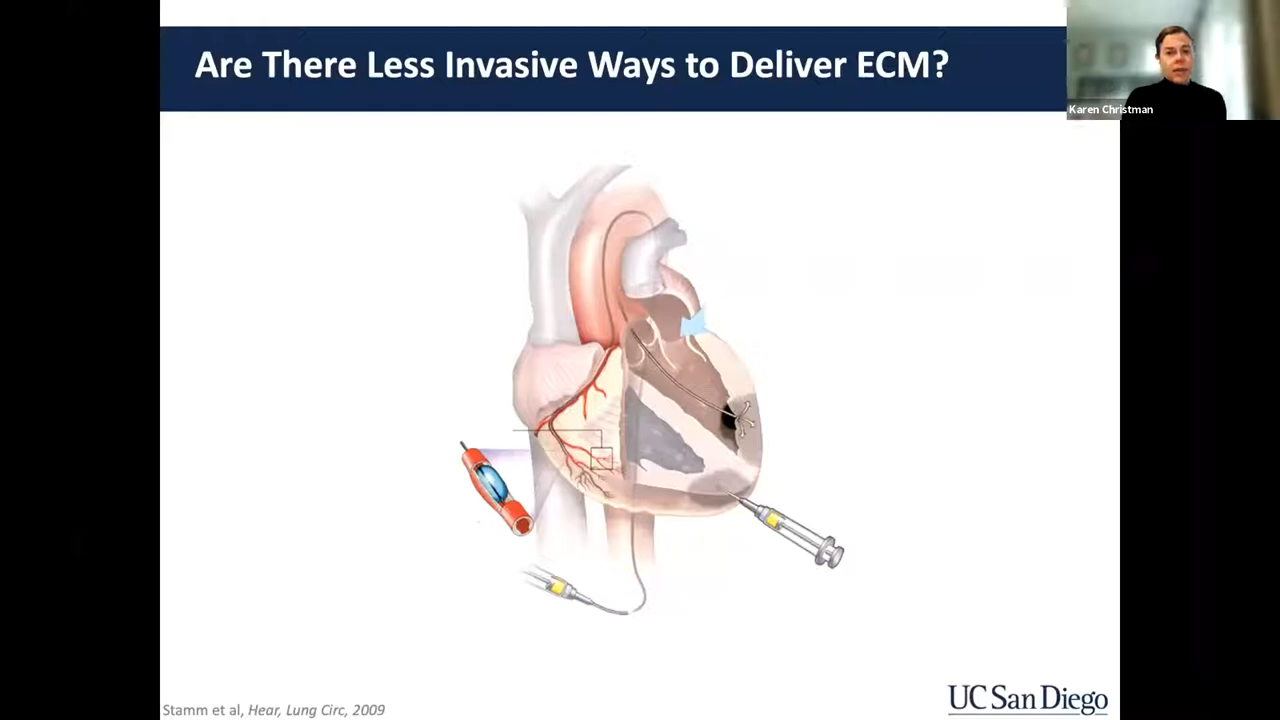 Are There Less Invasive Ways to Deliver ECM?
Karen Christman
Stamm et al, Hear, Lung Circ, 2009
UC San Diego